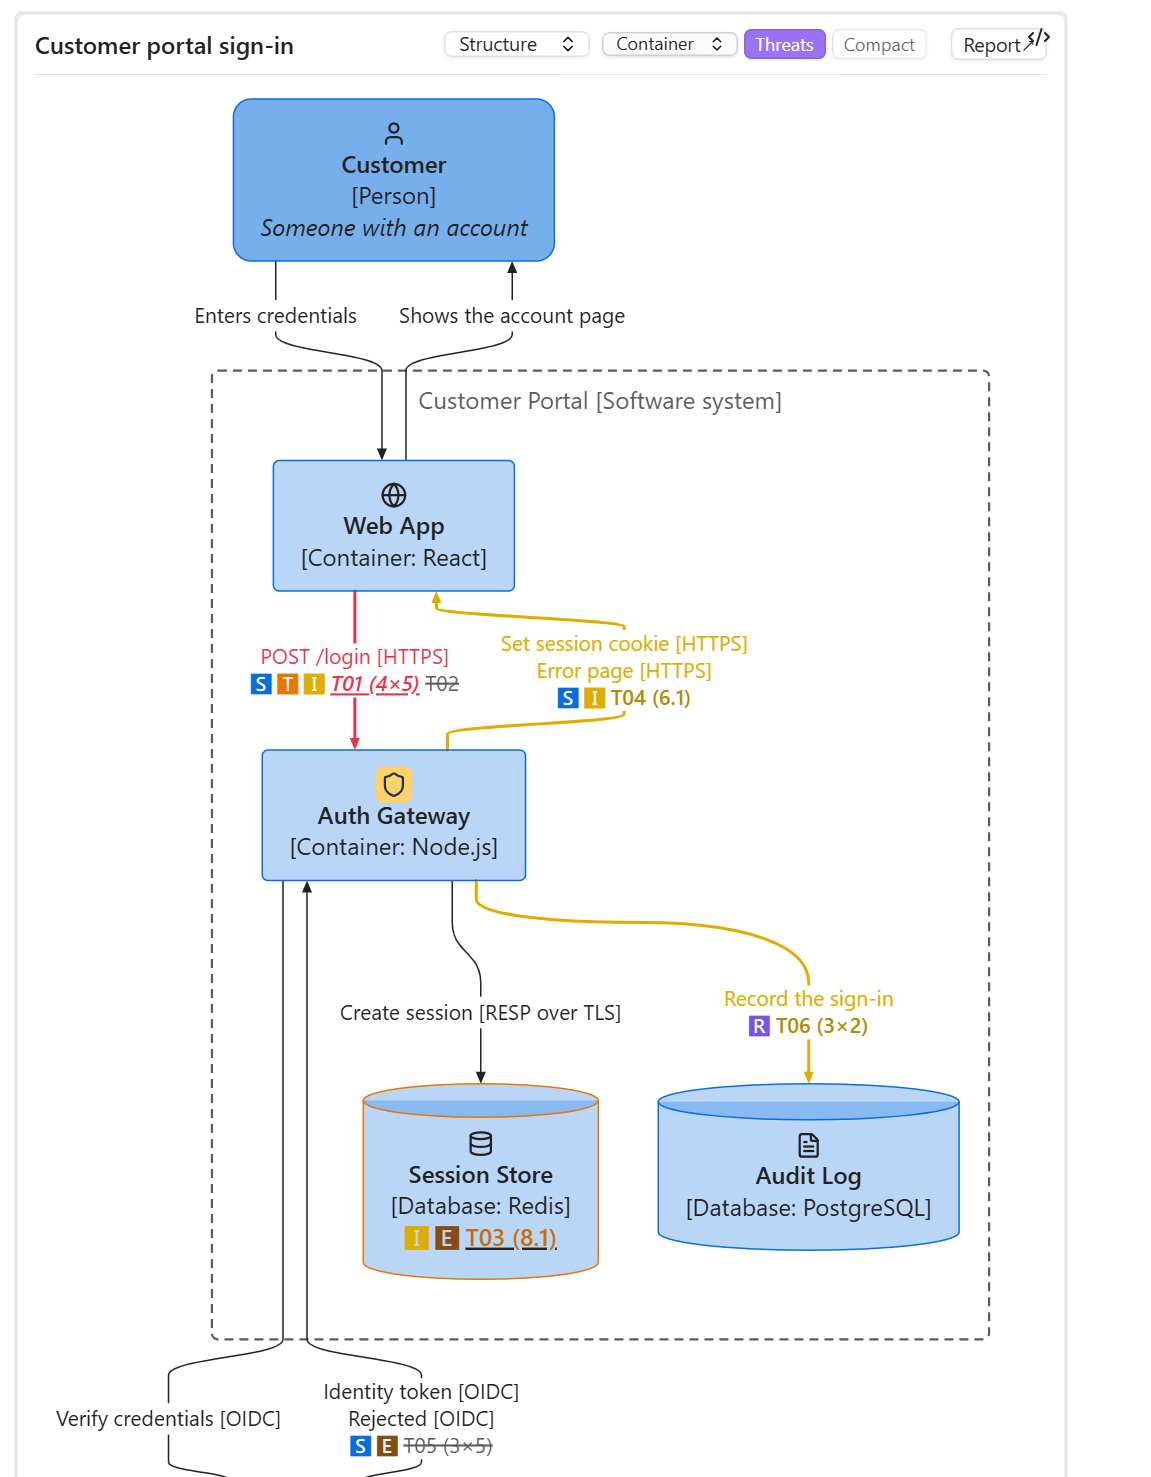 Customer portal sign-in
Structure
Container
Threats
Compact
Report
Customer
[Person]
Someone with an account
Enters credentials
Shows the account page
Customer Portal [Software system]
Web App
[Container: React]
POST /login [HTTPS]
S T I T01 (4×5) T02
Set session cookie [HTTPS]
Error page [HTTPS]
S I T04 (6.1)
Auth Gateway
[Container: Node.js]
Create session [RESP over TLS]
Record the sign-in
R T06 (3×2)
Session Store
[Database: Redis]
I E T03 (8.1)
Audit Log
[Database: PostgreSQL]
Verify credentials [OIDC]
Identity token [OIDC]
Rejected [OIDC]
S E T05 (3×5)